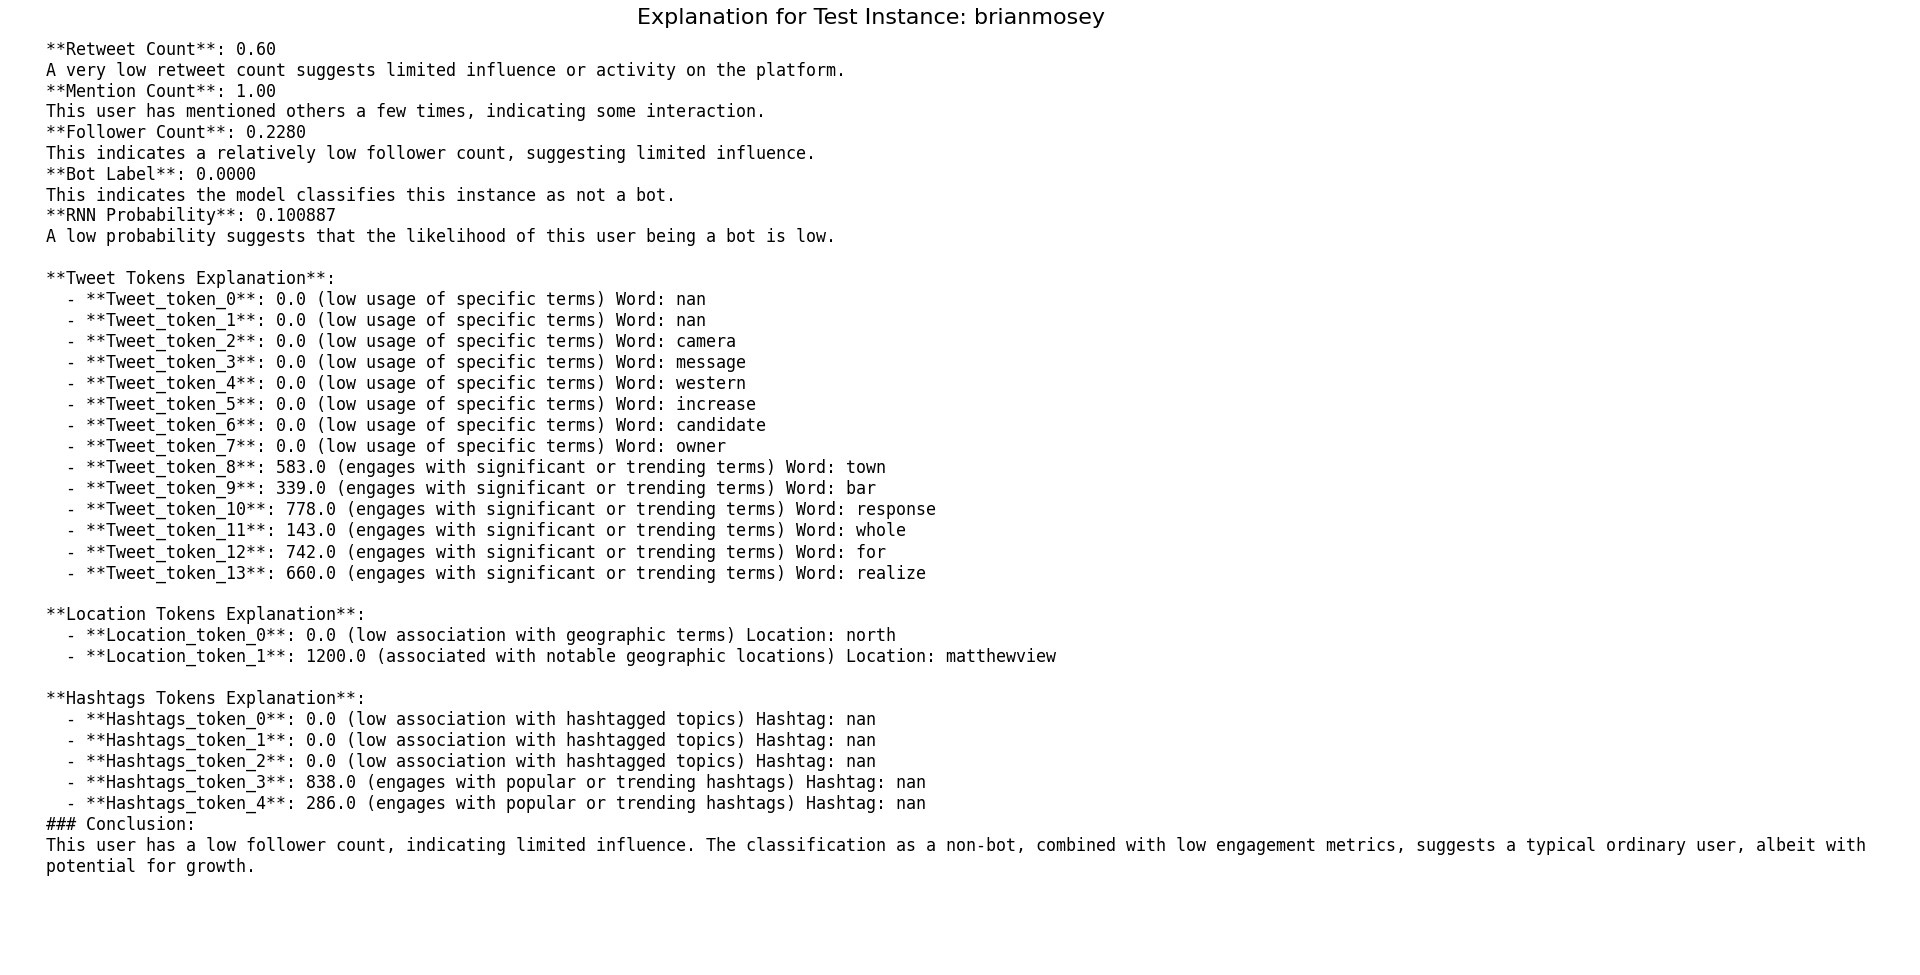 Explanation for Test Instance: brianmosey
**Retweet Count**: 0.60
A very low retweet count suggests limited influence or activity on the platform.
**Mention Count**: 1.00
This user has mentioned others a few times, indicating some interaction.
**Follower Count**: 0.2280
This indicates a relatively low follower count, suggesting limited influence.
**Bot Label**: 0.0000
This indicates the model classifies this instance as not a bot.
**RNN Probability**: 0.100887
A low probability suggests that the likelihood of this user being a bot is low.
**Tweet Tokens Explanation**:
- **Tweet_token_0**: 0.0 (low usage of specific terms) Word: nan
- **Tweet_token_1**: 0.0 (low usage of specific terms) Word: nan
- **Tweet_token_2**: 0.0 (low usage of specific terms) Word: camera
- **Tweet_token_3**: 0.0 (low usage of specific terms) Word: message
- **Tweet_token_4**: 0.0 (low usage of specific terms) Word: western
- **Tweet_token_5**: 0.0 (low usage of specific terms) Word: increase
- **Tweet_token_6**: 0.0 (low usage of specific terms) Word: candidate
- **Tweet_token_7**: 0.0 (low usage of specific terms) Word: owner
- **Tweet_token_8**: 583.0 (engages with significant or trending terms) Word: town
- **Tweet_token_9**: 339.0 (engages with significant or trending terms) Word: bar
- **Tweet_token_10**: 778.0 (engages with significant or trending terms) Word: response
- **Tweet_token_11**: 143.0 (engages with significant or trending terms) Word: whole
- **Tweet_token_12**: 742.0 (engages with significant or trending terms) Word: for
- **Tweet_token_13**: 660.0 (engages with significant or trending terms) Word: realize
**Location Tokens Explanation**:
- **Location_token_0**: 0.0 (low association with geographic terms) Location: north
- **Location_token_1**: 1200.0 (associated with notable geographic locations) Location: matthewview
**Hashtags Tokens Explanation**:
- **Hashtags_token_0**: 0.0 (low association with hashtagged topics) Hashtag: nan
- **Hashtags_token_1**: 0.0 (low association with hashtagged topics) Hashtag: nan
- **Hashtags_token_2**: 0.0 (low association with hashtagged topics) Hashtag: nan
- **Hashtags_token_3**: 838.0 (engages with popular or trending hashtags) Hashtag: nan
- **Hashtags_token_4**: 286.0 (engages with popular or trending hashtags) Hashtag: nan
### Conclusion:
This user has a low follower count, indicating limited influence. The classification as a non-bot, combined with low engagement metrics, suggests a typical ordinary user, albeit with
potential for growth.